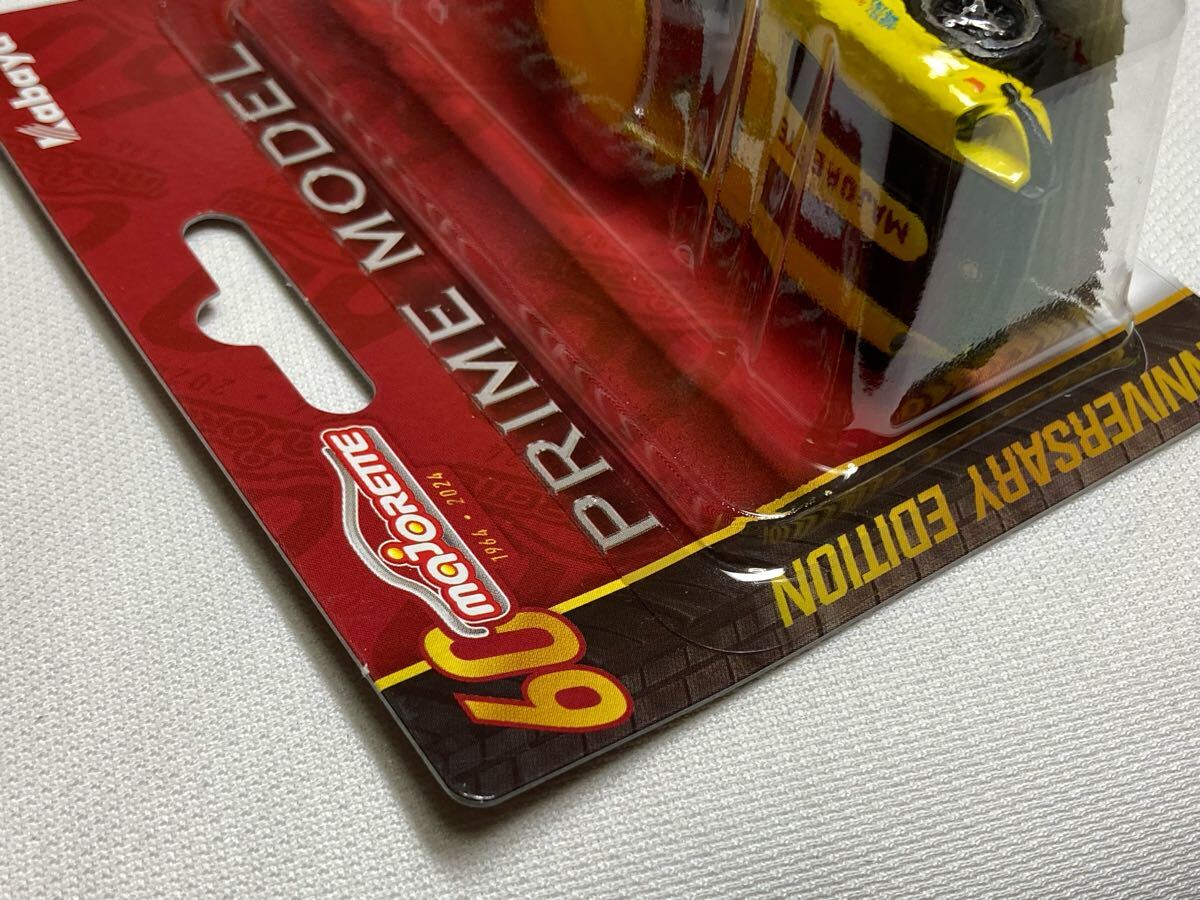 Kabaya
PRIME MODEL
MAJORETTE
1964 • 2024
60
NNIVERSARY EDITION
MAJORETTE